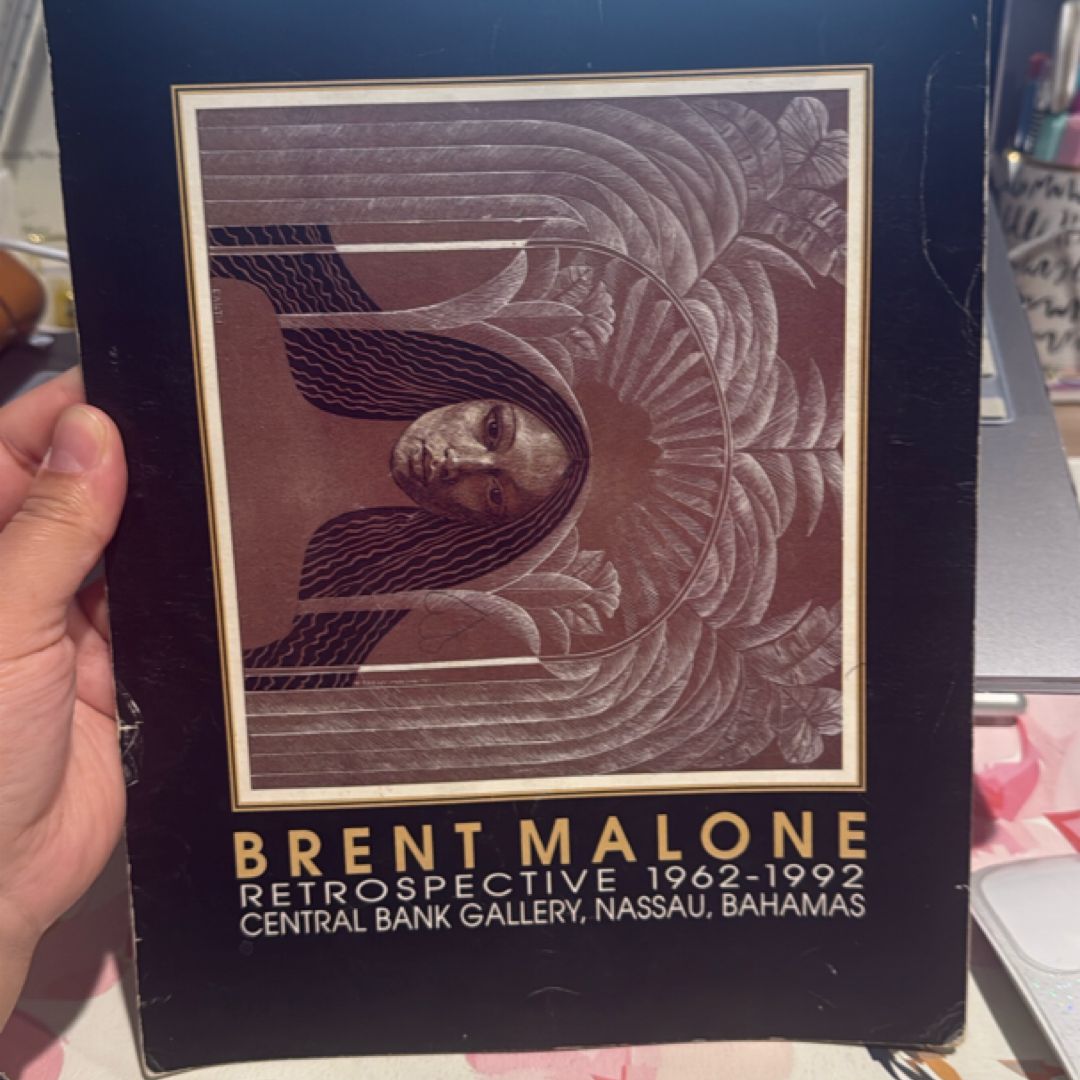 BRENT MALONE
RETROSPECTIVE 1962-1992
CENTRAL BANK GALLERY, NASSAU, BAHAMAS